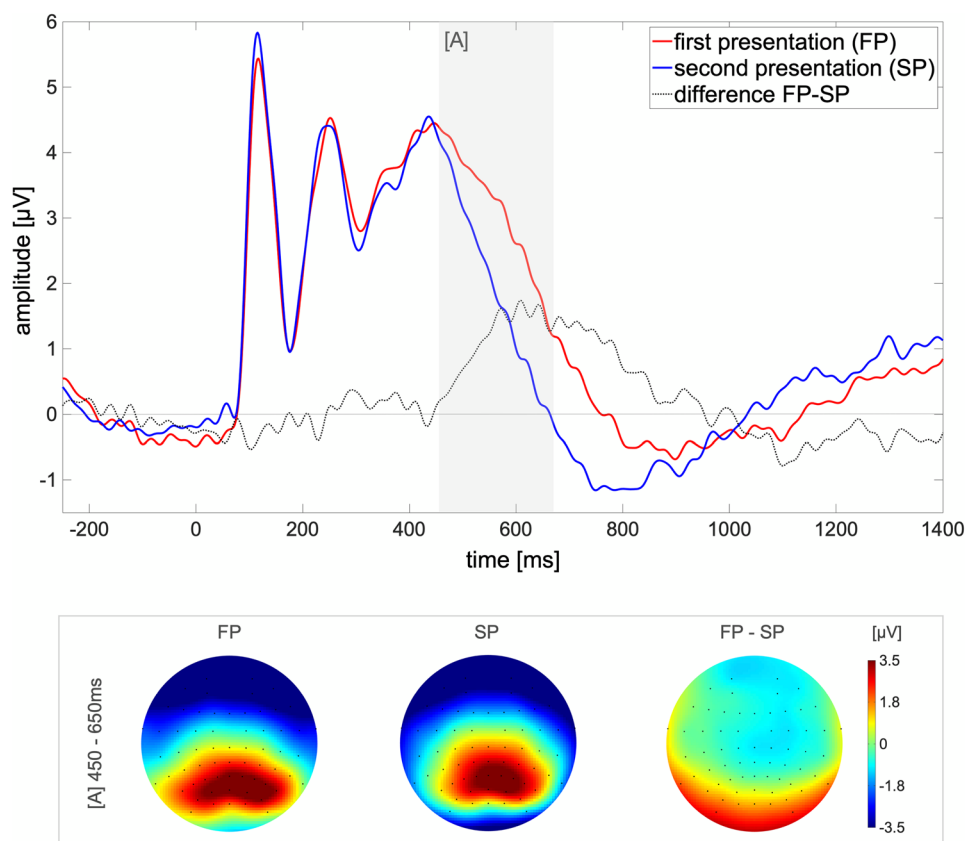 6
5
4
3
2
1
0
-1
amplitude [µV]
[A]
first presentation (FP)
second presentation (SP)
difference FP-SP
-200 0 200 400 600 800 1000 1200 1400
time [ms]
FP SP FP - SP [µV]
[A] 450 - 650ms
3.5
1.8
0
-1.8
-3.5